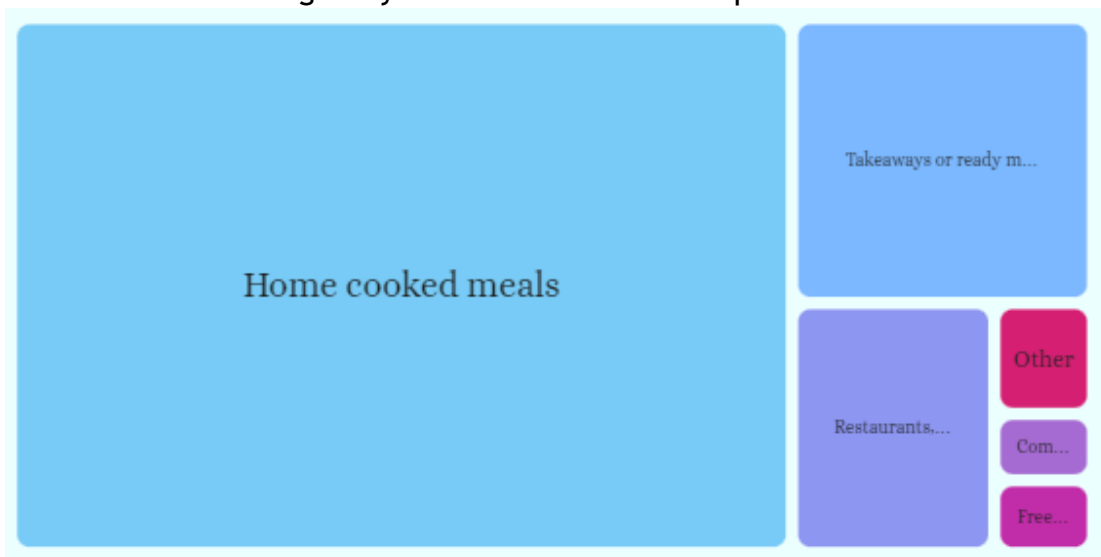 Home cooked meals
Takeaways or ready m...
Restaurants,...
Other
Com...
Free...